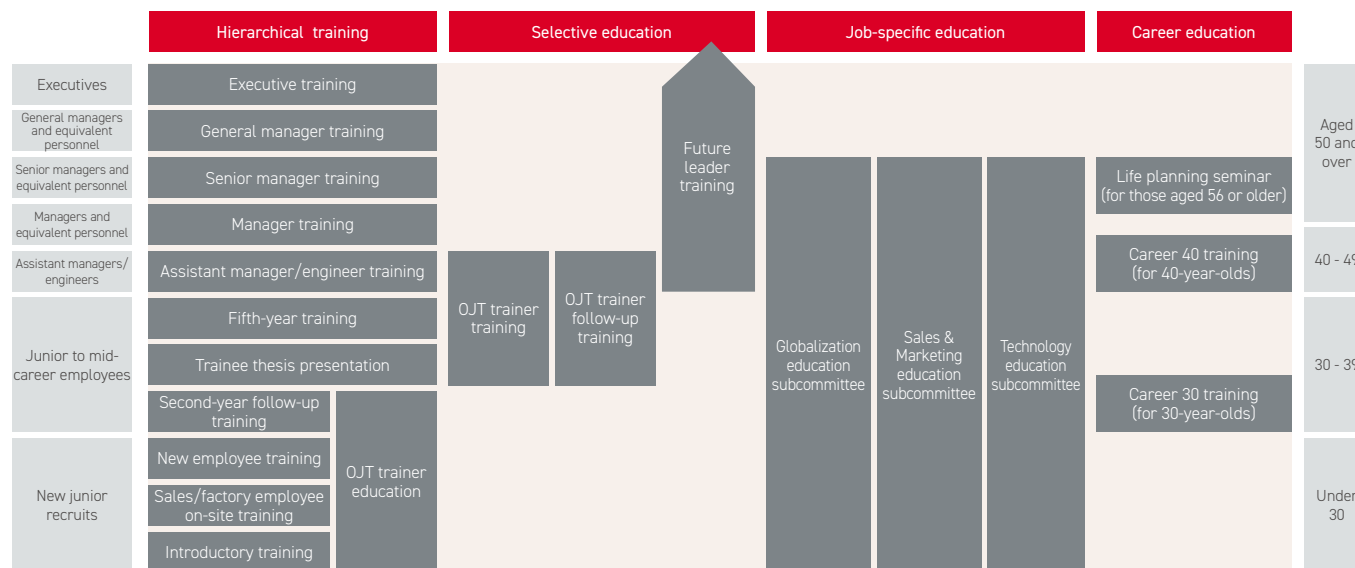 Hierarchical training
Selective education
Job-specific education
Career education
Executives
General managers
and equivalent
personnel
Senior managers and
equivalent personnel
Managers and
equivalent personnel
Assistant managers/
engineers
Junior to mid-
career employees
New junior
recruits
Executive training
General manager training
Senior manager training
Manager training
Assistant manager/engineer training
Fifth-year training
Trainee thesis presentation
Second-year follow-up
training
New employee training
Sales/factory employee
on-site training
Introductory training
OJT trainer
education
OJT trainer
training
OJT trainer
follow-up
training
Future
leader
training
Globalization
education
subcommittee
Sales &
Marketing
education
subcommittee
Technology
education
subcommittee
Life planning seminar
(for those aged 56 or older)
Career 40 training
(for 40-year-olds)
Career 30 training
(for 30-year-olds)
Aged
50 and
over
40 - 49
30 - 39
Under
30